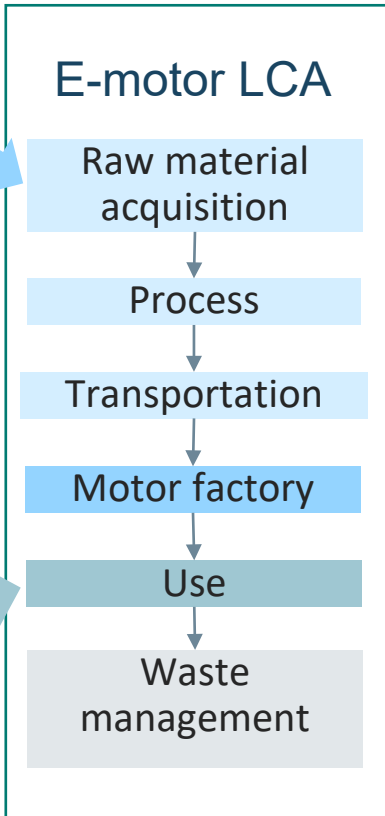 E-motor LCA
Raw material
acquisition
Process
Transportation
Motor factory
Use
Waste
management